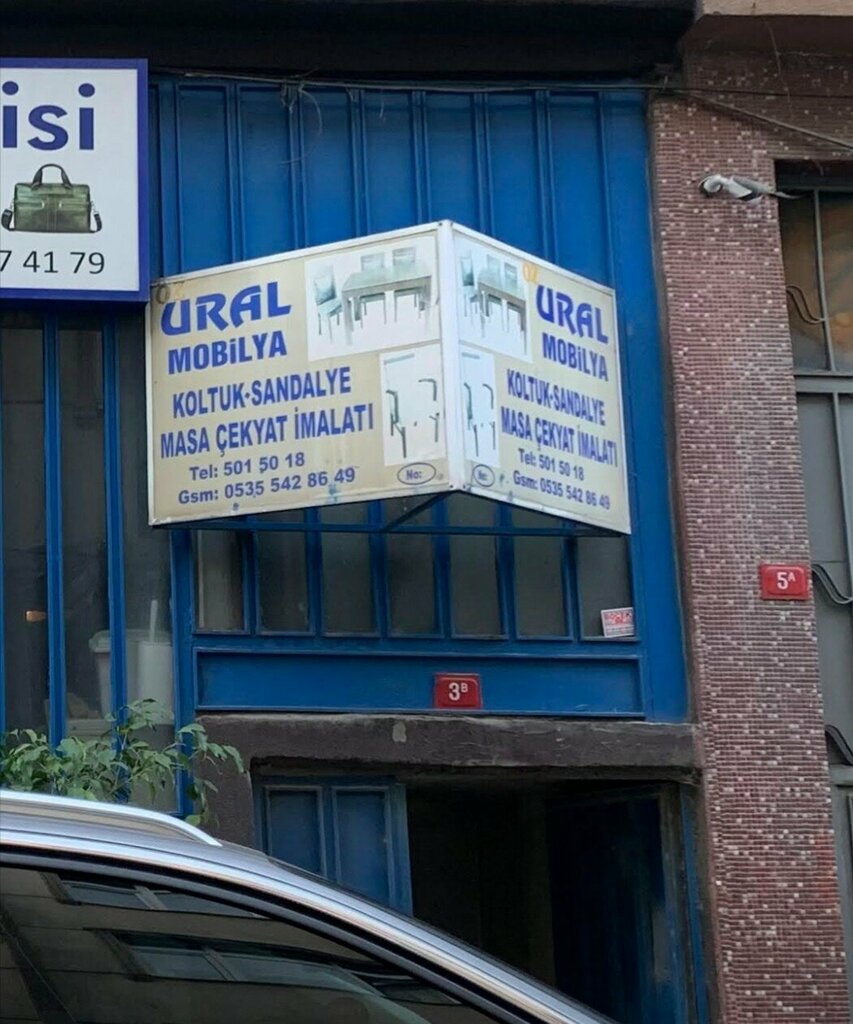 isi
7 41 79
URAL
MOBİLYA
KOLTUK-SANDALYE
MASA ÇEKYAT İMALATI
Tel: 501 50 18
Gsm: 0535 542 86 49
No:
URAL
MOBİLYA
KOLTUK-SANDALYE
MASA ÇEKYAT İMALATI
Tel: 501 50 18
Gsm: 0535 542 86 49
No:
5A
3B